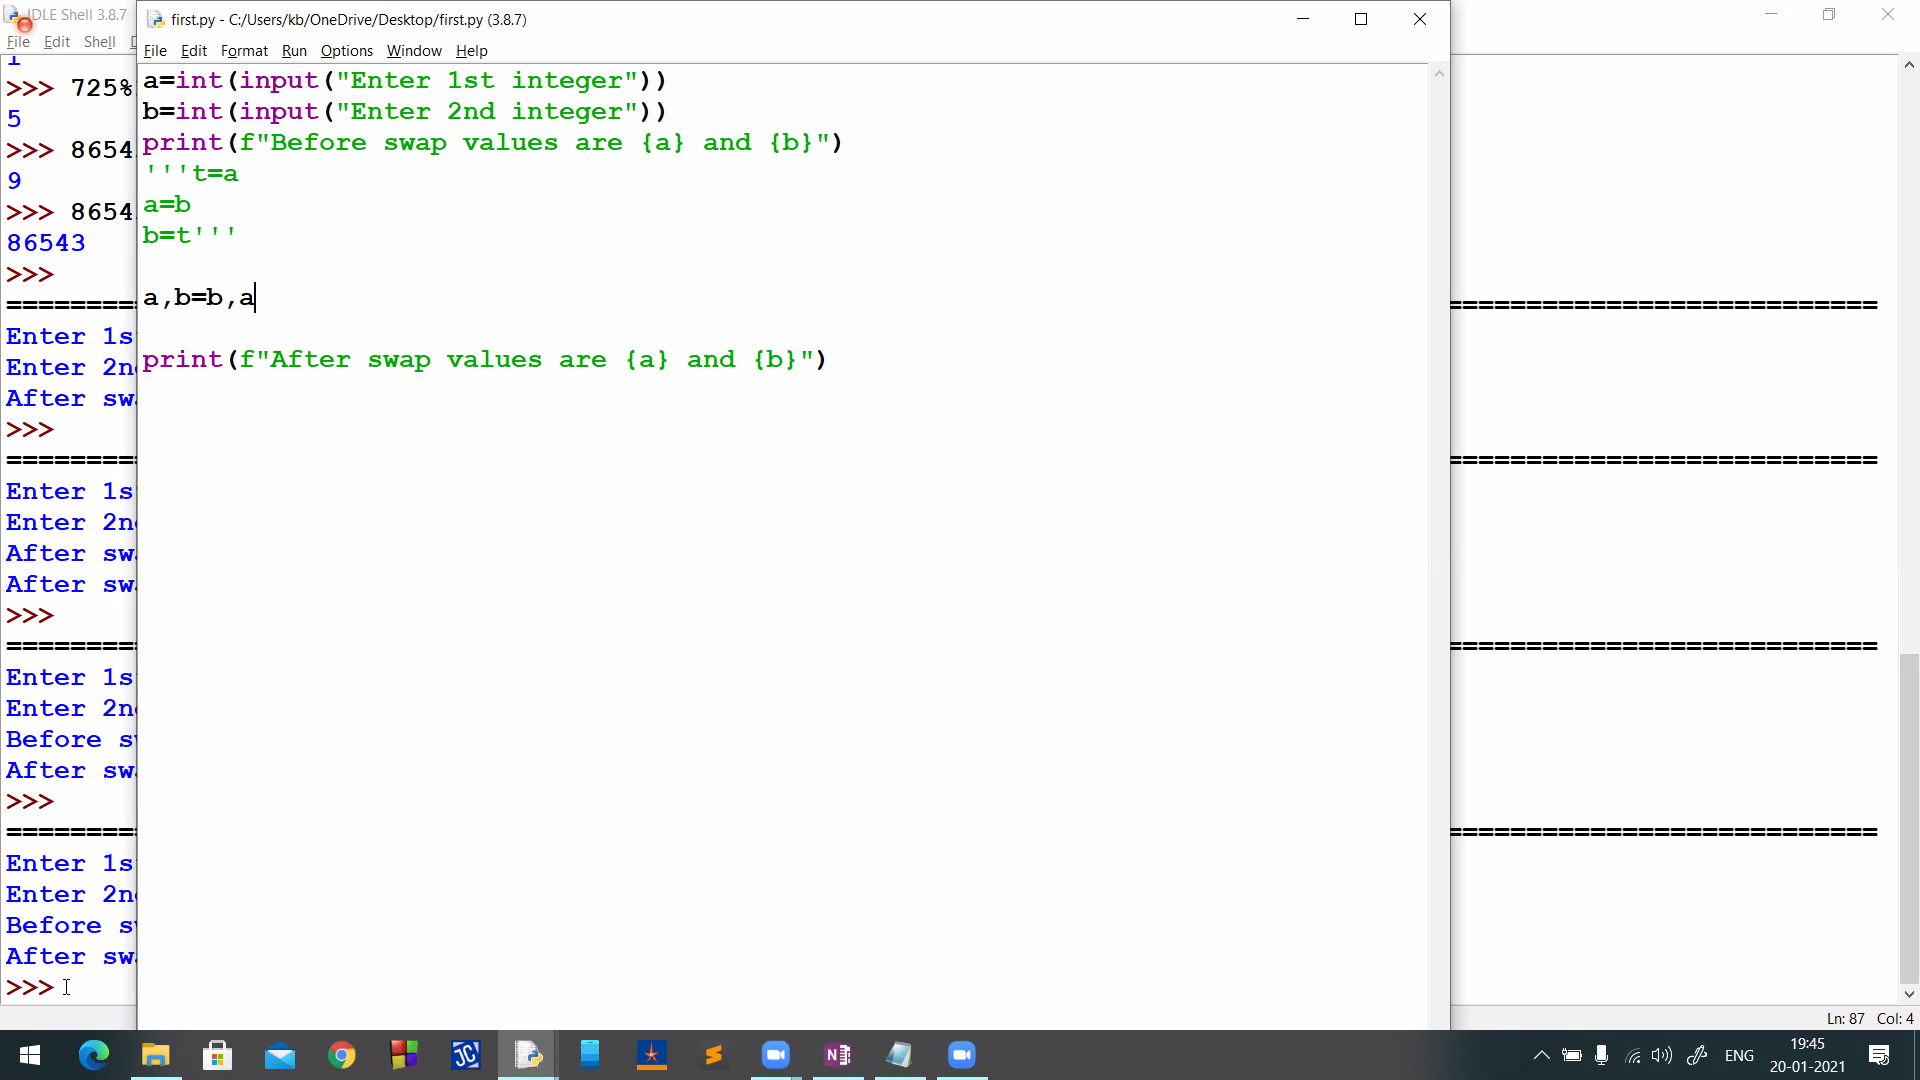 IDLE Shell 3.8.7
File Edit Shell
1
>>> 725%
5
>>> 8654
9
>>> 8654
86543
>>>
Enter 1s
Enter 2n
After sw
>>>
Enter 1s
Enter 2n
After sw
After sw
>>>
Enter 1s
Enter 2n
Before s
After sw
>>>
Enter 1s
Enter 2n
Before s
After sw
>>>
first.py - C:/Users/kb/OneDrive/Desktop/first.py (3.8.7)
File Edit Format Run Options Window Help
a=int(input("Enter 1st integer"))
b=int(input("Enter 2nd integer"))
print(f"Before swap values are {a} and {b}")
'''t=a
a=b
b=t'''
a,b=b,a
print(f"After swap values are {a} and {b}")
Ln: 87 Col: 4
ENG
19:45
20-01-2021